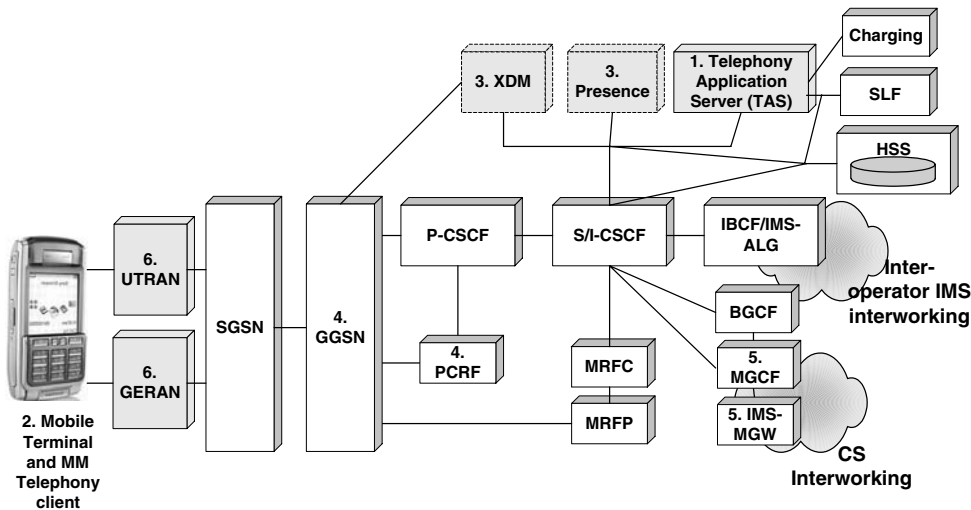 Charging
3. XDM
3.
Presence
1. Telephony
Application
Server (TAS)
SLF
HSS
P-CSCF
S/I-CSCF
IBCF/IMS-
ALG
6.
UTRAN
SGSN
4.
GGSN
Inter-
operator IMS
interworking
BGCF
4.
PCRF
MRFC
5.
MGCF
6.
GERAN
MRFP
5. IMS-
MGW
2. Mobile
Terminal
and MM
Telephony
client
CS
Interworking